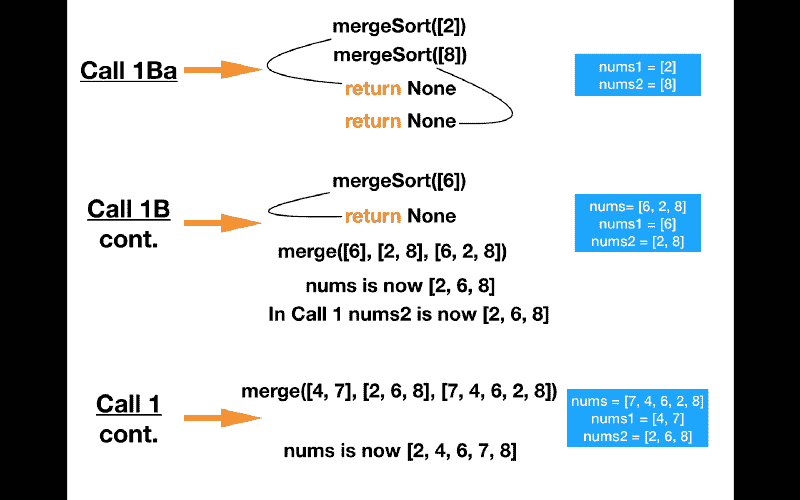 mergeSort([2])
mergeSort([8])
Call 1Ba
return None
return None
nums1 = [2]
nums2 = [8]
mergeSort([6])
Call 1B
cont.
return None
merge([6], [2, 8], [6, 2, 8])
nums is now [2, 6, 8]
In Call 1 nums2 is now [2, 6, 8]
nums= [6, 2, 8]
nums1 = [6]
nums2 = [2, 8]
Call 1
cont.
merge([4, 7], [2, 6, 8], [7, 4, 6, 2, 8])
nums is now [2, 4, 6, 7, 8]
nums = [7, 4, 6, 2, 8]
nums1 = [4, 7]
nums2 = [2, 6, 8]